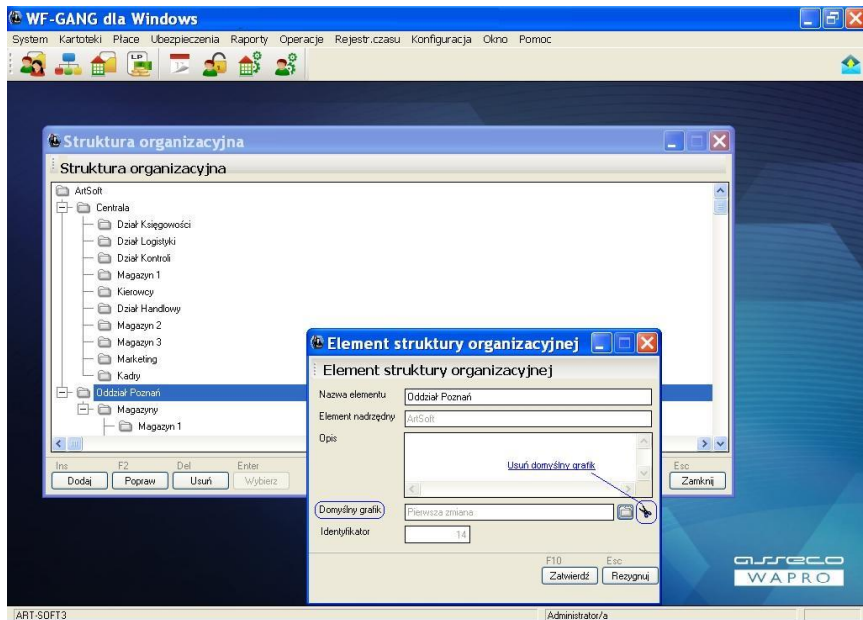 WF-GANG dla Windows
System Kartoteki Płace Ubezpieczenia Raporty Operacje Rejestr.czasu Konfiguracja Okno Pomoc
LP
Struktura organizacyjna
Struktura organizacyjna
ArtSoft
Centrala
Dział Księgowości
Dział Logistyki
Dział Kontroli
Magazyn 1
Kierowcy
Dział Handlowy
Magazyn 2
Magazyn 3
Marketing
Kadry
Oddział Poznań
Magazyny
Magazyn 1
Ins F2 Del Enter Esc
Dodaj Popraw Usuń Wybierz Zamknij
Element struktury organizacyjnej
Element struktury organizacyjnej
Nazwa elementu Oddział Poznań
Element nadrzędny ArtSoft
Opis
Usuń domyślny grafik
Domyślny grafik Pierwsza zmiana
Identyfikator 14
F10 Esc
Zatwierdź Rezygnuj
asseco
WAPRO
ART-SOFT3 Administrator/a